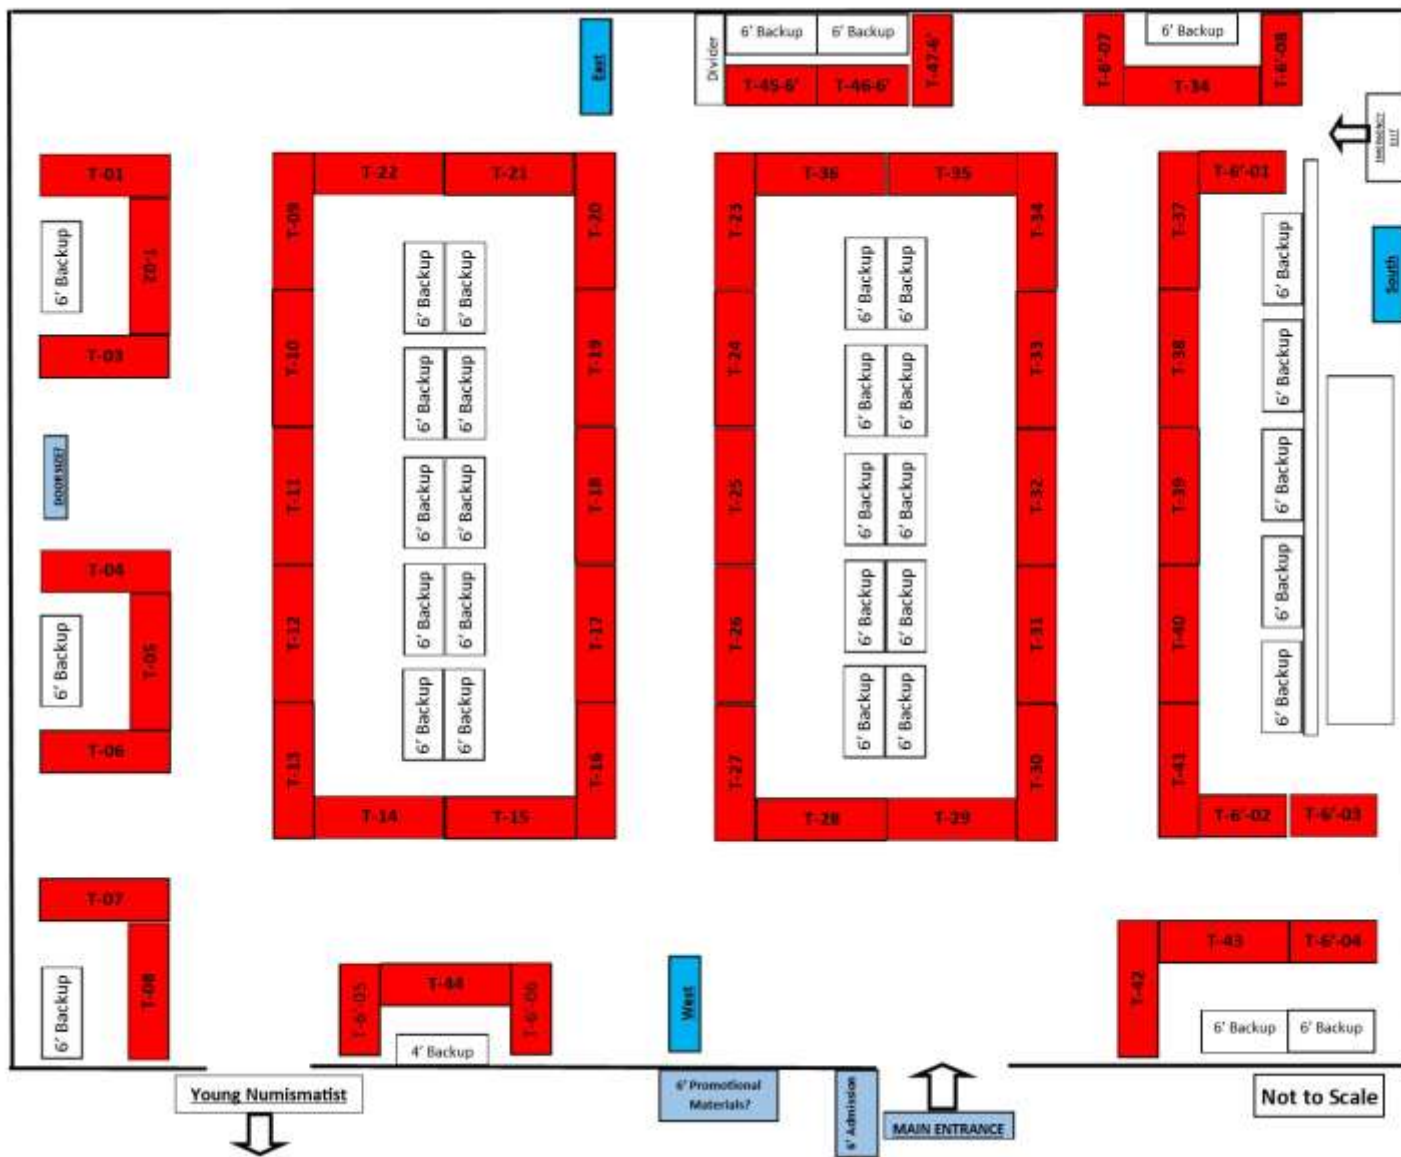 East
Divider
6' Backup
6' Backup
T-45-6'
T-46-6'
T-47-6'
T-6'-07
6' Backup
T-34
T-6'-08
EMERGENCY
EXIT
T-01
T-02
6' Backup
T-03
DOOR SIZE?
T-04
T-05
6' Backup
T-06
T-07
T-08
6' Backup
T-09
T-22
T-21
T-20
T-10
T-19
T-11
T-18
T-12
T-17
T-13
T-16
T-14
T-15
6' Backup
6' Backup
6' Backup
6' Backup
6' Backup
6' Backup
6' Backup
6' Backup
6' Backup
6' Backup
T-23
T-36
T-35
T-34
T-24
T-33
T-25
T-32
T-26
T-31
T-27
T-30
T-28
T-29
6' Backup
6' Backup
6' Backup
6' Backup
6' Backup
6' Backup
6' Backup
6' Backup
6' Backup
6' Backup
T-37
T-6'-01
T-38
T-39
T-40
T-41
T-6'-02
T-6'-03
6' Backup
6' Backup
6' Backup
6' Backup
6' Backup
South
T-6'-05
T-44
T-6'-06
4' Backup
West
T-42
T-43
T-6'-04
6' Backup
6' Backup
Young Numismatist
6' Promotional
Materials?
6' Admission
MAIN ENTRANCE
Not to Scale